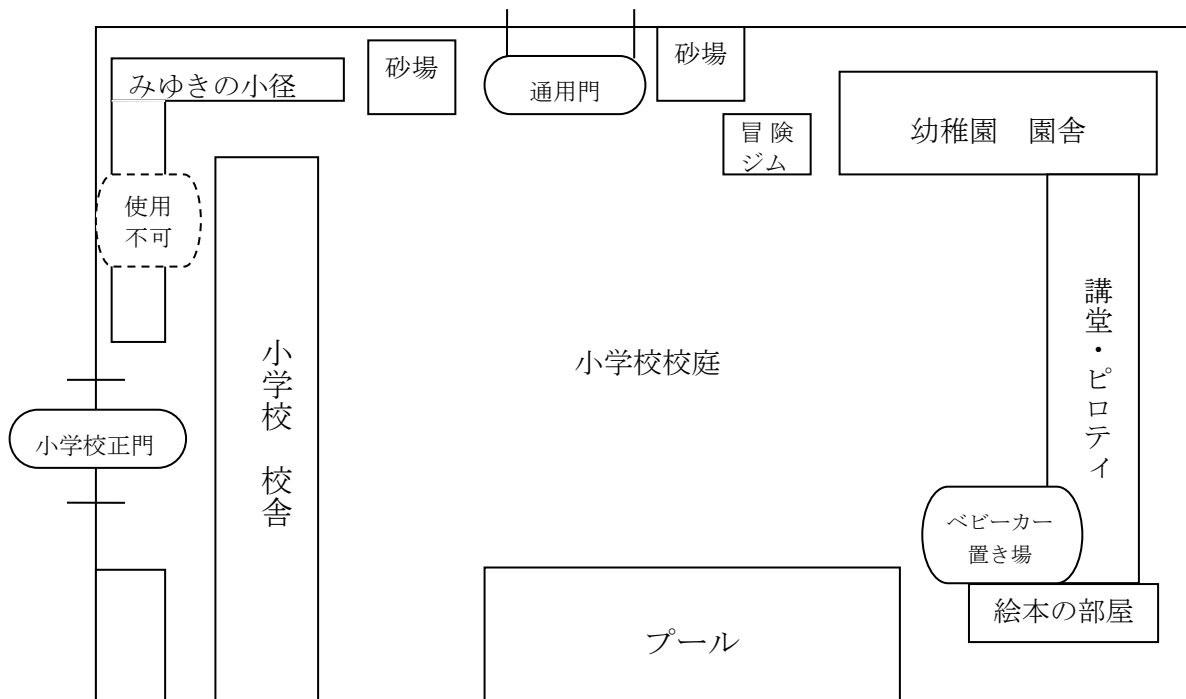 砂場
砂場
みゆきの小径
通用門
冒険
ジム
幼稚園　園舎
使用
不可
講堂・ピロティ
小学校　校舎
小学校校庭
小学校正門
ベビーカー
置き場
絵本の部屋
プール